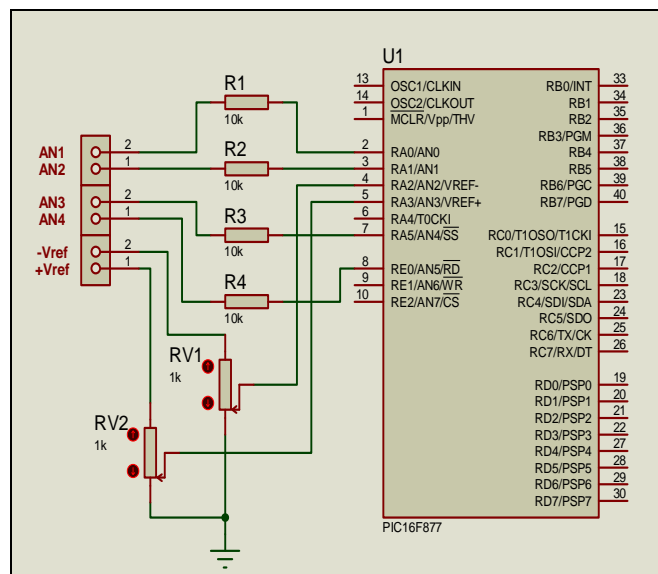 U1
13 OSC1/CLKIN RB0/INT 33
14 OSC2/CLKOUT RB1 34
1 MCLR/Vpp/THV RB2 35
RB3/PGM 36
2 RA0/AN0 RB4 37
3 RA1/AN1 RB5 38
4 RA2/AN2/VREF- RB6/PGC 39
5 RA3/AN3/VREF+ RB7/PGD 40
6 RA4/T0CKI
7 RA5/AN4/SS RC0/T1OSO/T1CKI 15
RC1/T1OSI/CCP2 16
8 RE0/AN5/RD RC2/CCP1 17
9 RE1/AN6/WR RC3/SCK/SCL 18
10 RE2/AN7/CS RC4/SDI/SDA 23
RC5/SDO 24
RC6/TX/CK 25
RC7/RX/DT 26
RD0/PSP0 19
RD1/PSP1 20
RD2/PSP2 21
RD3/PSP3 22
RD4/PSP4 27
RD5/PSP5 28
RD6/PSP6 29
RD7/PSP7 30
PIC16F877
R1
10k
AN1 2
AN2 1
R2
10k
AN3 2
AN4 1
R3
10k
-Vref 2
+Vref 1
R4
10k
RV1
1k
RV2
1k